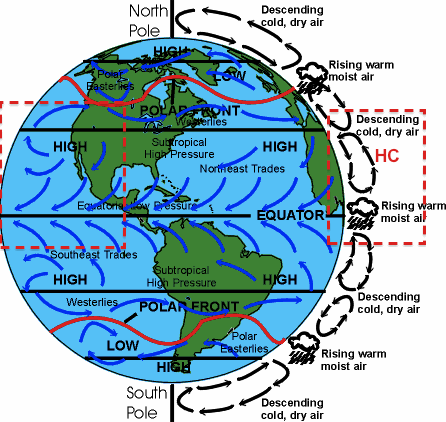 North
Pole
Descending
cold, dry air
HIGH
Polar
Easterlies
LOW
Rising warm
moist air
POLAR FRONT
Westerlies
Descending
cold, dry air
Subtropical
High Pressure
HIGH
HIGH
HC
Northeast Trades
Equatorial Low Pressure
EQUATOR
Rising warm
moist air
Southeast Trades
Subtropical
High Pressure
HIGH
HIGH
Westerlies
POLAR FRONT
Descending
cold, dry air
LOW
Polar
Easterlies
Rising warm
moist air
HIGH
South
Pole
Descending
cold, dry air